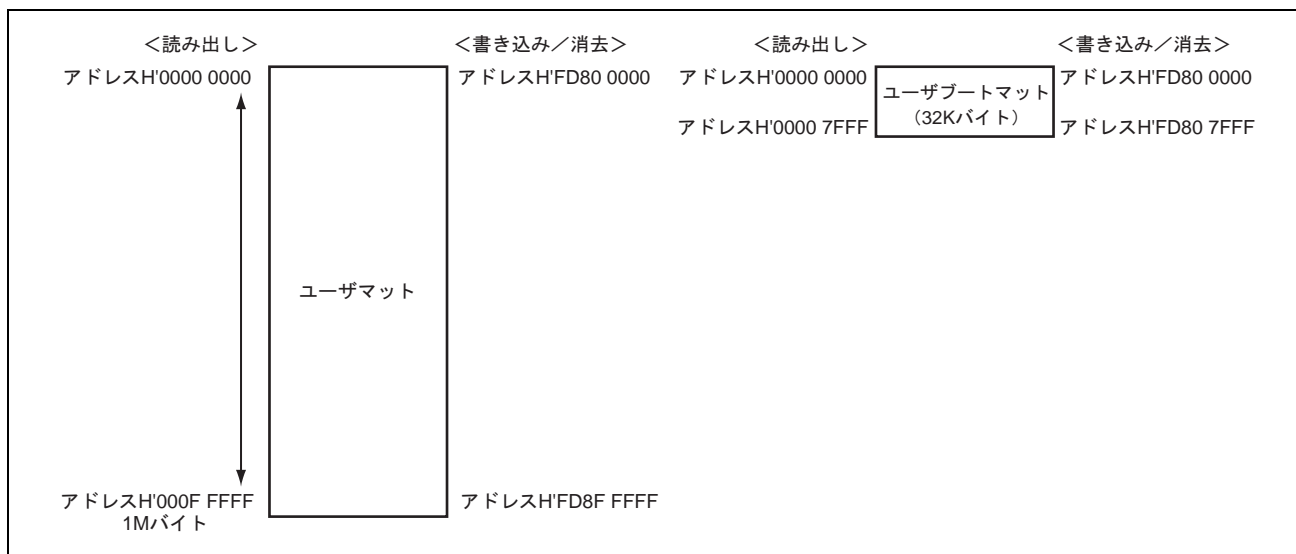 ＜読み出し＞
＜書き込み／消去＞
アドレスH'0000 0000
アドレスH'FD80 0000
ユーザマット
アドレスH'000F FFFF
1Mバイト
アドレスH'FD8F FFFF
＜読み出し＞
＜書き込み／消去＞
アドレスH'0000 0000
アドレスH'FD80 0000
ユーザブートマット
（32Kバイト）
アドレスH'0000 7FFF
アドレスH'FD80 7FFF